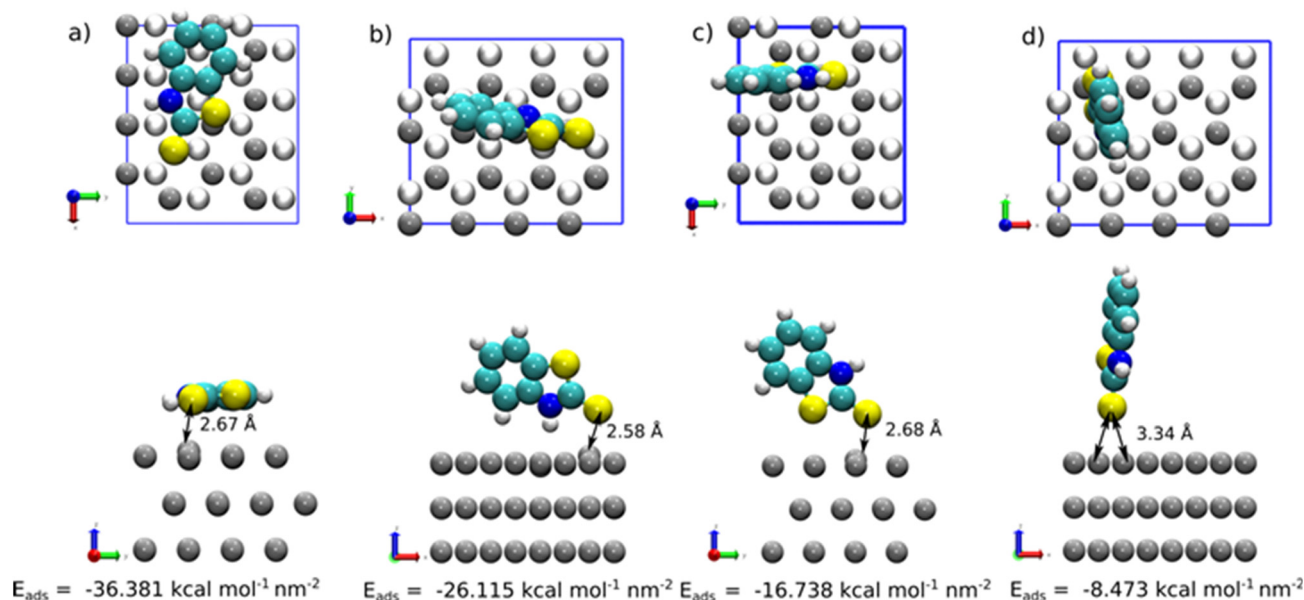 a)
b)
c)
d)
2.67 Å
2.58 Å
2.68 Å
3.34 Å
E_ads = -36.381 kcal mol⁻¹ nm⁻²
E_ads = -26.115 kcal mol⁻¹ nm⁻²
E_ads = -16.738 kcal mol⁻¹ nm⁻²
E_ads = -8.473 kcal mol⁻¹ nm⁻²